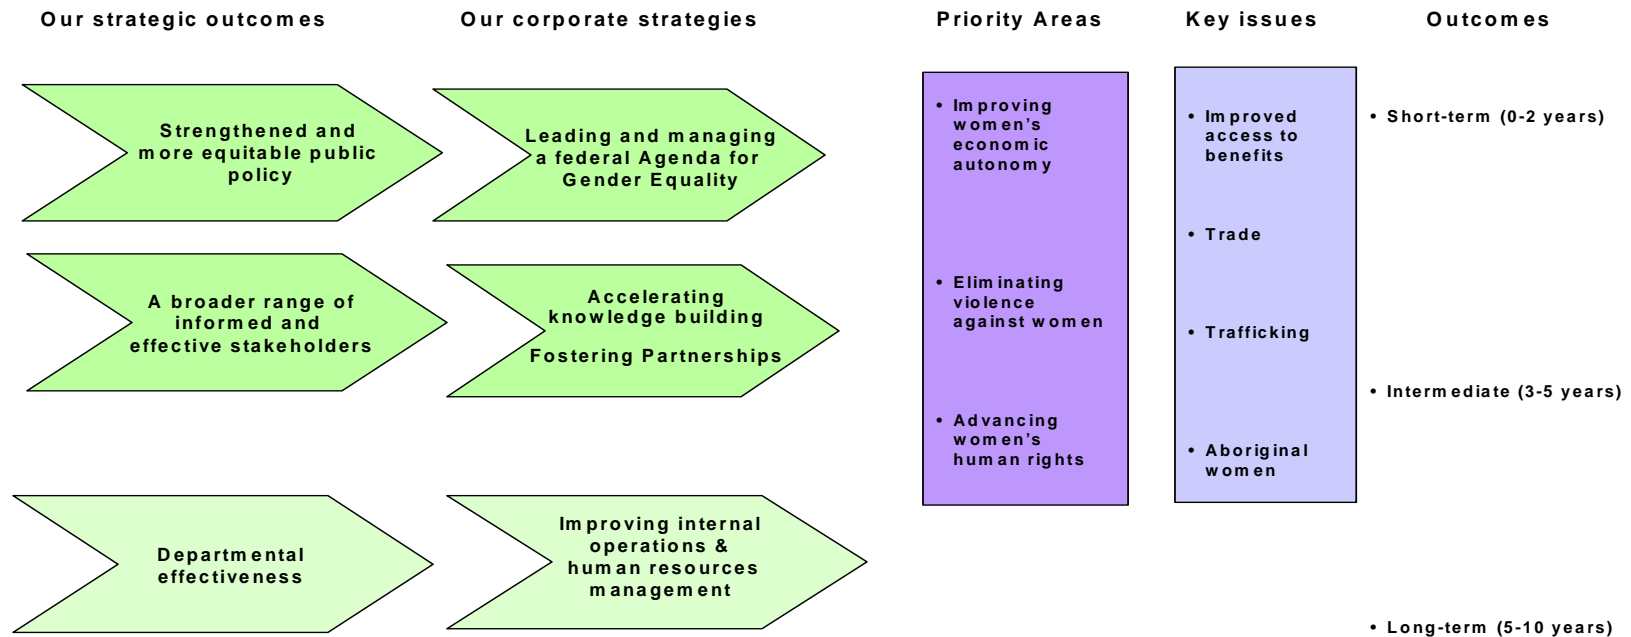 Our strategic outcomes
Our corporate strategies
Priority Areas
Key issues
Outcomes
Strengthened and
more equitable public
policy
Leading and managing
a federal Agenda for
Gender Equality
A broader range of
informed and
effective stakeholders
Accelerating
knowledge building
Fostering Partnerships
Departmental
effectiveness
Improving internal
operations &
human resources
management
• Improving
women’s
economic
autonomy
• Eliminating
violence
against women
• Advancing
women’s
human rights
• Improved
access to
benefits
• Trade
• Trafficking
• Aboriginal
women
• Short-term (0-2 years)
• Intermediate (3-5 years)
• Long-term (5-10 years)